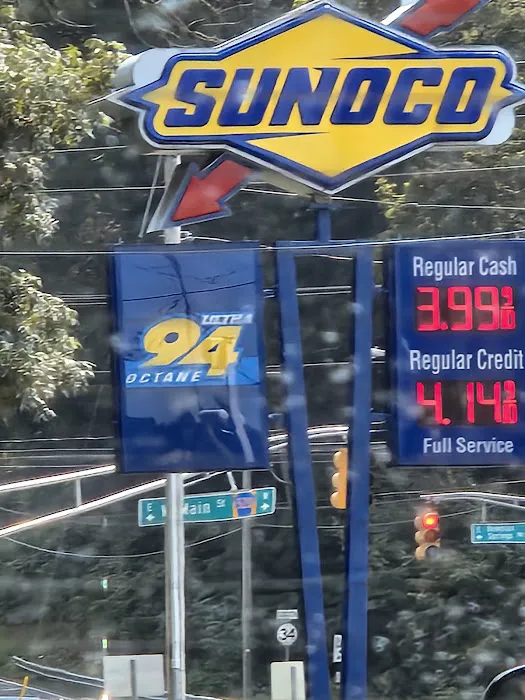 SUNOCO
Regular Cash
3.99 9/10
Regular Credit
4.14 9/10
Full Service
ULTRA
94
OCTANE
E W Main St W
34